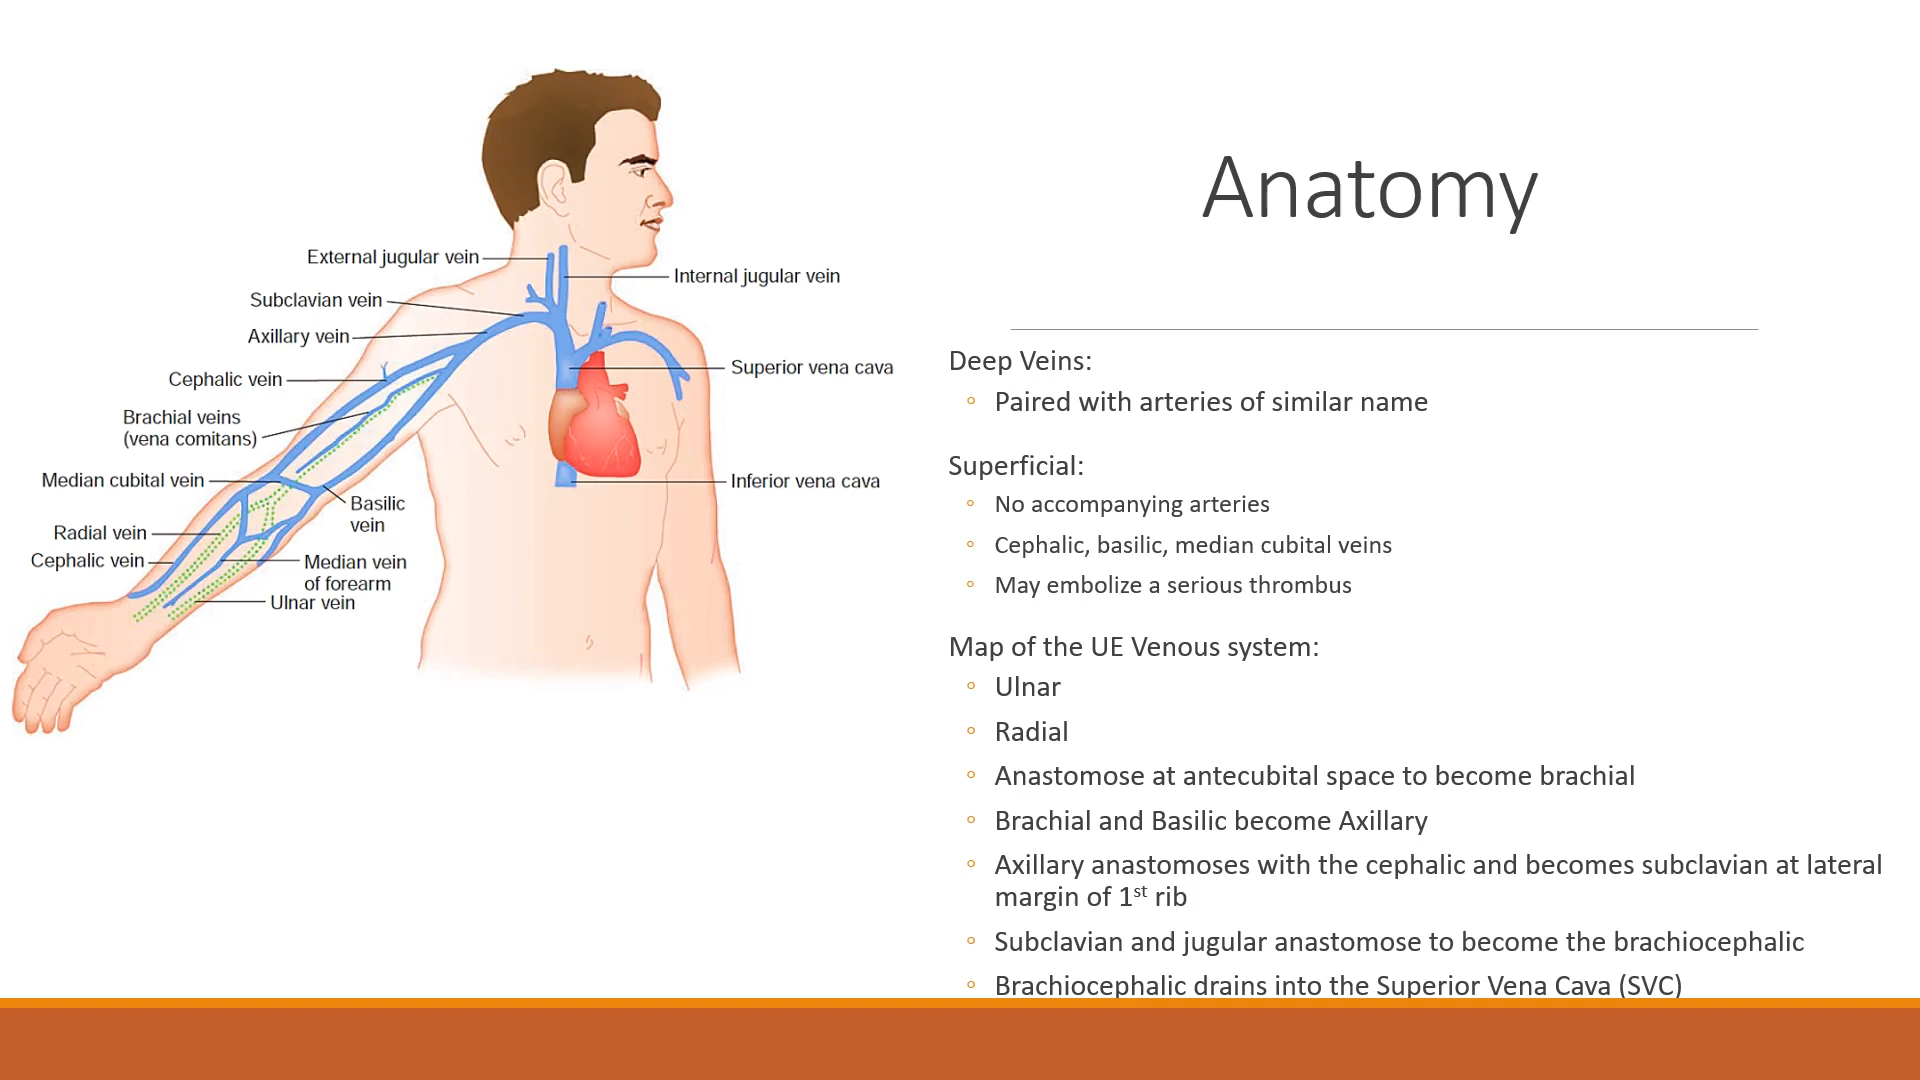 Anatomy
External jugular vein
Internal jugular vein
Subclavian vein
Axillary vein
Superior vena cava
Cephalic vein
Brachial veins
(vena comitans)
Median cubital vein
Inferior vena cava
Basilic
vein
Radial vein
Cephalic vein
Median vein
of forearm
Ulnar vein
Deep Veins:
◦ Paired with arteries of similar name
Superficial:
◦ No accompanying arteries
◦ Cephalic, basilic, median cubital veins
◦ May embolize a serious thrombus
Map of the UE Venous system:
◦ Ulnar
◦ Radial
◦ Anastomose at antecubital space to become brachial
◦ Brachial and Basilic become Axillary
◦ Axillary anastomoses with the cephalic and becomes subclavian at lateral
margin of 1st rib
◦ Subclavian and jugular anastomose to become the brachiocephalic
◦ Brachiocephalic drains into the Superior Vena Cava (SVC)